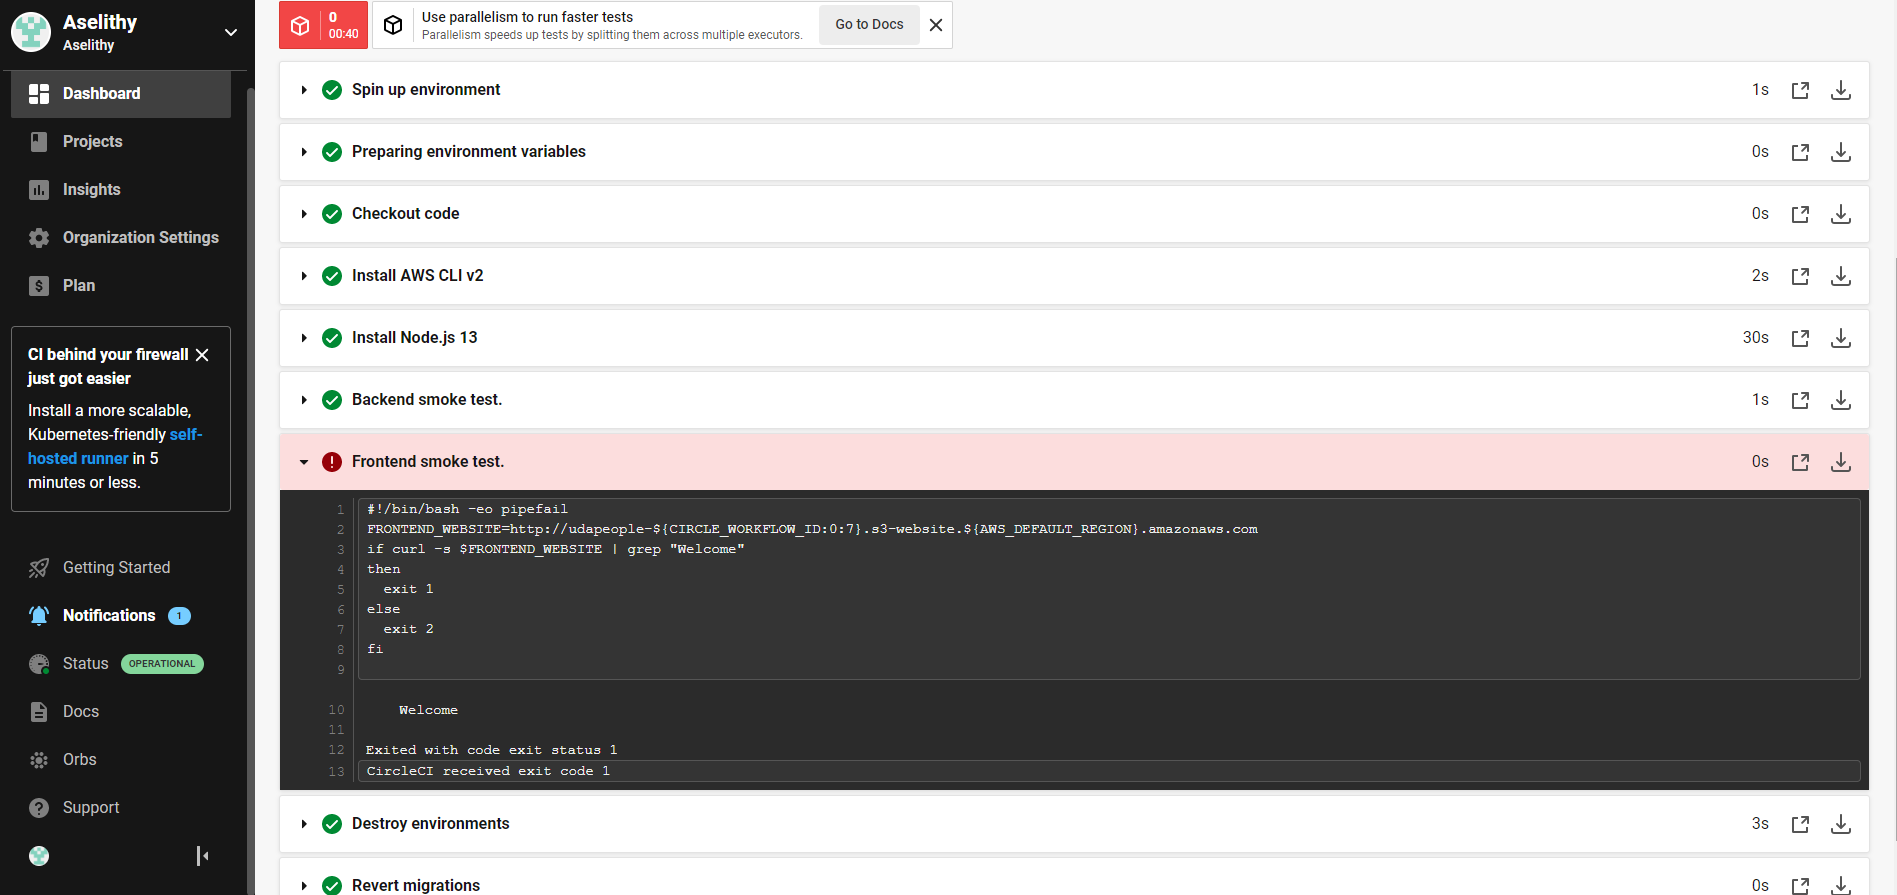 Aselithy
Aselithy
Dashboard
Projects
Insights
Organization Settings
Plan
CI behind your firewall
just got easier
Install a more scalable,
Kubernetes-friendly self-
hosted runner in 5
minutes or less.
Getting Started
Notifications 1
Status OPERATIONAL
Docs
Orbs
Support
0
00:40
Use parallelism to run faster tests
Parallelism speeds up tests by splitting them across multiple executors.
Go to Docs
Spin up environment 1s
Preparing environment variables 0s
Checkout code 0s
Install AWS CLI v2 2s
Install Node.js 13 30s
Backend smoke test. 1s
Frontend smoke test. 0s
1 #!/bin/bash -eo pipefail
2 FRONTEND_WEBSITE=http://udapeople-${CIRCLE_WORKFLOW_ID:0:7}.s3-website.${AWS_DEFAULT_REGION}.amazonaws.com
3 if curl -s $FRONTEND_WEBSITE | grep "Welcome"
4 then
5   exit 1
6 else
7   exit 2
8 fi
9
10     Welcome
11
12 Exited with code exit status 1
13 CircleCI received exit code 1
Destroy environments 3s
Revert migrations 0s